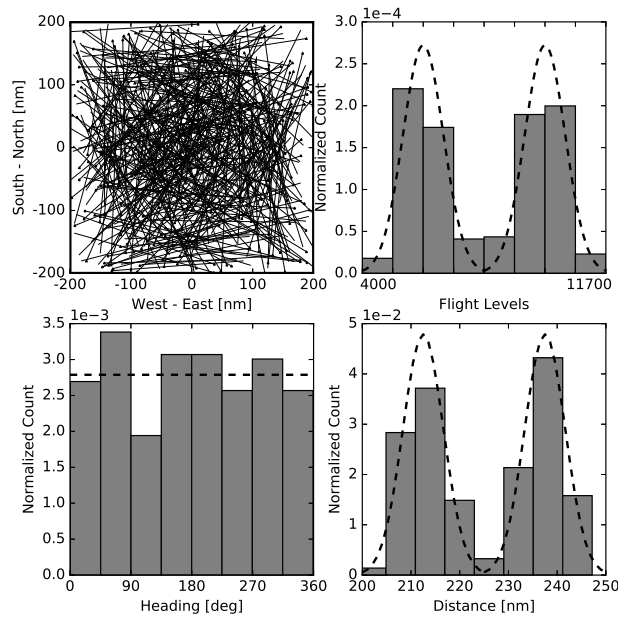 200
100
0
-100
-200
South - North [nm]
-200 -100 0 100 200
West - East [nm]
1e−4
3.0
2.5
2.0
1.5
1.0
0.5
0.0
Normalized Count
4000 11700
Flight Levels
1e−3
3.5
3.0
2.5
2.0
1.5
1.0
0.5
0.0
Normalized Count
0 90 180 270 360
Heading [deg]
1e−2
5
4
3
2
1
0
Normalized Count
200 210 220 230 240 250
Distance [nm]